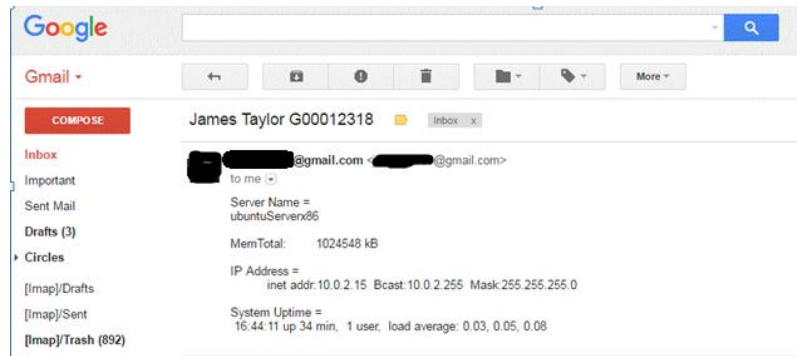 Google
Gmail
More
COMPOSE
James Taylor G00012318
Inbox x
Inbox
@gmail.com < @gmail.com>
Important
to me
Sent Mail
Server Name =
ubuntuServerx86
Drafts (3)
MemTotal: 1024548 kB
Circles
IP Address =
inet addr:10.0.2.15 Bcast:10.0.2.255 Mask:255.255.255.0
[Imap]/Drafts
[Imap]/Sent
System Uptime =
16:44:11 up 34 min, 1 user, load average: 0.03, 0.05, 0.08
[Imap]/Trash (892)